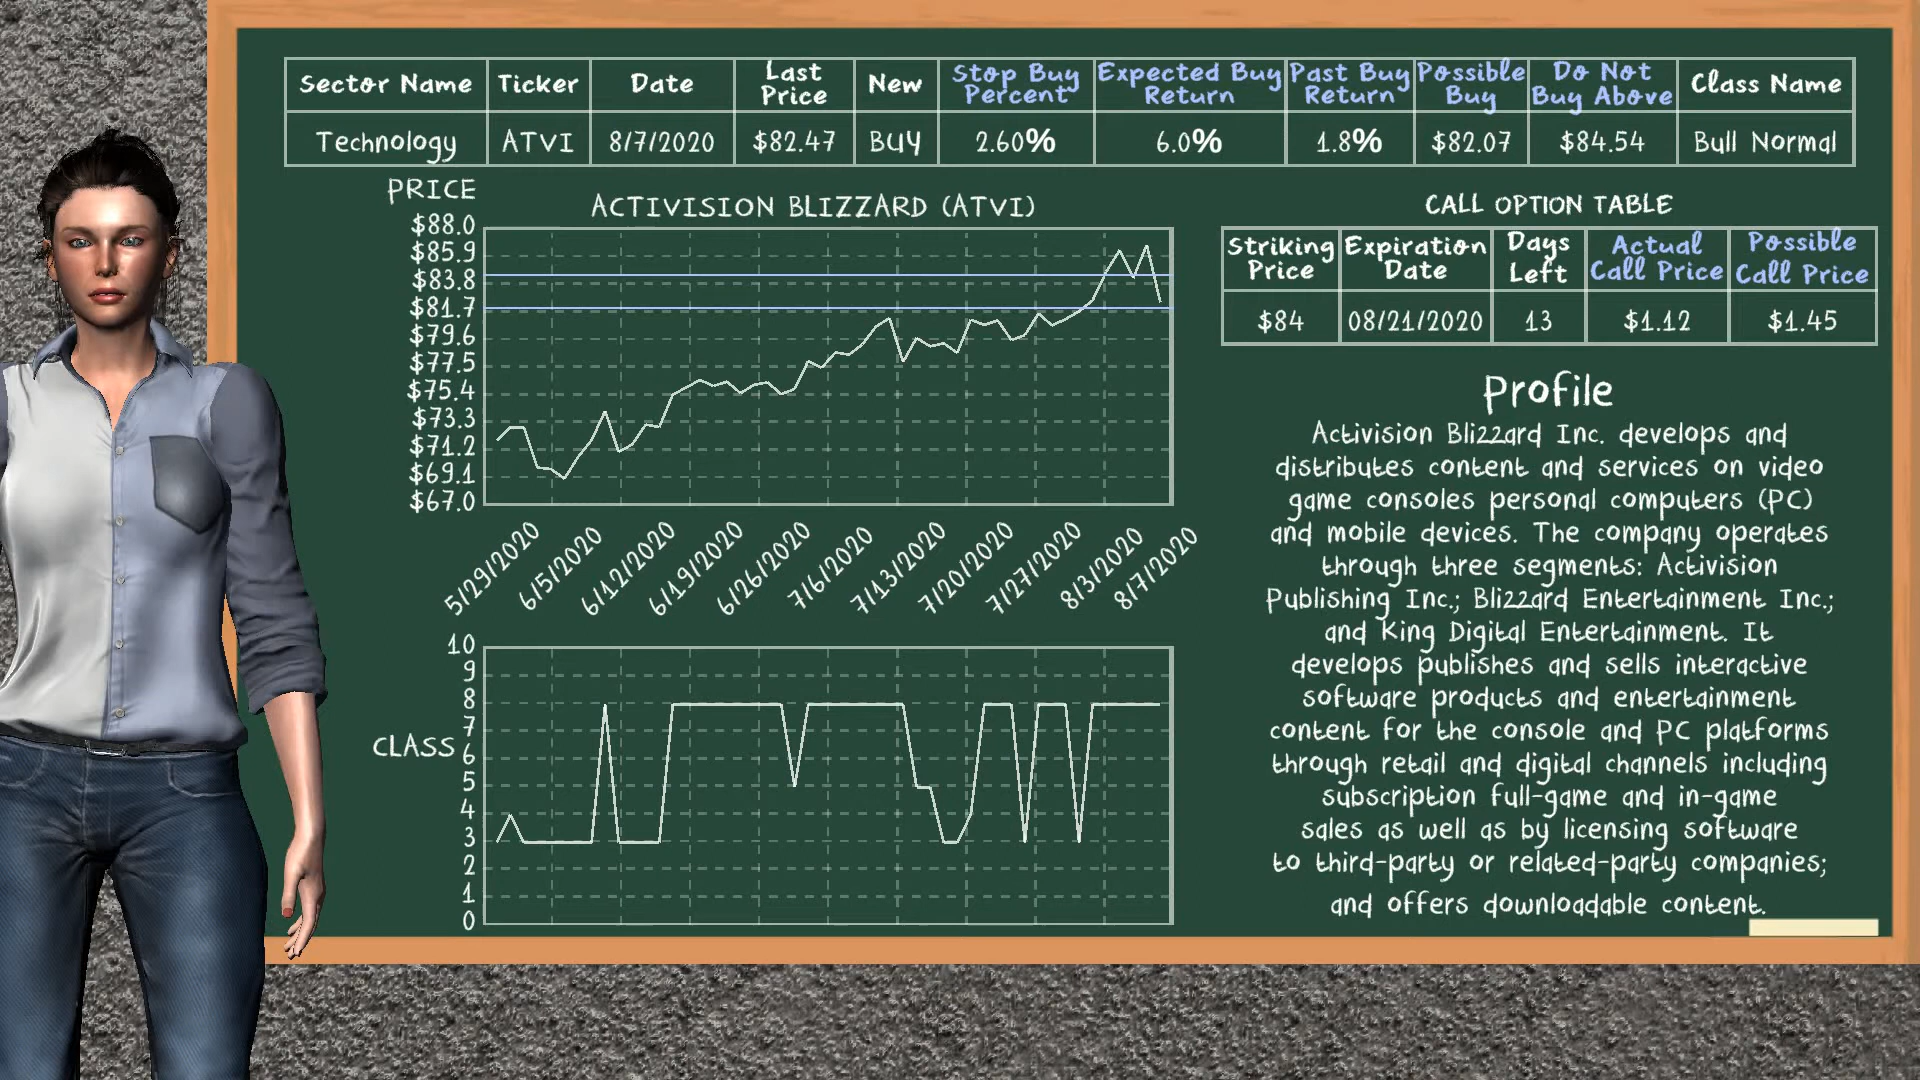 Sector Name Ticker Date Last Price New Stop Buy Percent Expected Buy Return Past Buy Return Possible Buy Do Not Buy Above Class Name
Technology ATVI 8/7/2020 $82.47 BUY 2.60% 6.0% 1.8% $82.07 $84.54 Bull Normal
PRICE
ACTIVISION BLIZZARD (ATVI)
$88.0
$85.9
$83.8
$81.7
$79.6
$77.5
$75.4
$73.3
$71.2
$69.1
$67.0
5/29/2020 6/5/2020 6/12/2020 6/19/2020 6/26/2020 7/6/2020 7/13/2020 7/20/2020 7/27/2020 8/3/2020 8/7/2020
CLASS
10
9
8
7
6
5
4
3
2
1
0
CALL OPTION TABLE
Striking Price Expiration Date Days Left Actual Call Price Possible Call Price
$84 08/21/2020 13 $1.12 $1.45
Profile
Activision Blizzard Inc. develops and
distributes content and services on video
game consoles personal computers (PC)
and mobile devices. The company operates
through three segments: Activision
Publishing Inc.; Blizzard Entertainment Inc.;
and King Digital Entertainment. It
develops publishes and sells interactive
software products and entertainment
content for the console and PC platforms
through retail and digital channels including
subscription full-game and in-game
sales as well as by licensing software
to third-party or related-party companies;
and offers downloadable content.